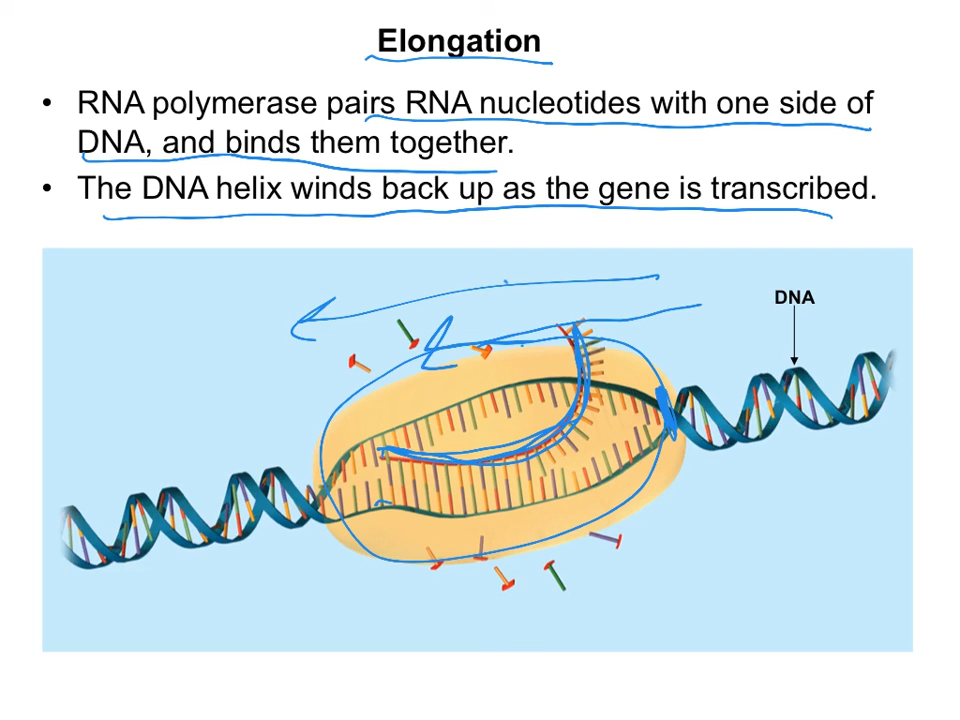 Elongation
• RNA polymerase pairs RNA nucleotides with one side of
DNA, and binds them together.
• The DNA helix winds back up as the gene is transcribed.
DNA